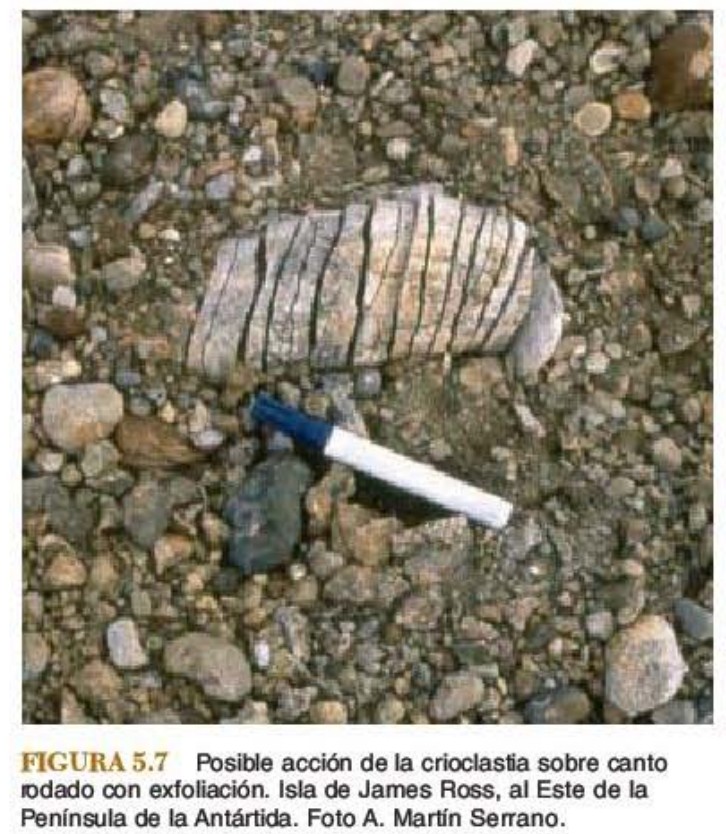 FIGURA 5.7 Posible acción de la crioclastia sobre canto
rodado con exfoliación. Isla de James Ross, al Este de la
Península de la Antártida. Foto A. Martín Serrano.